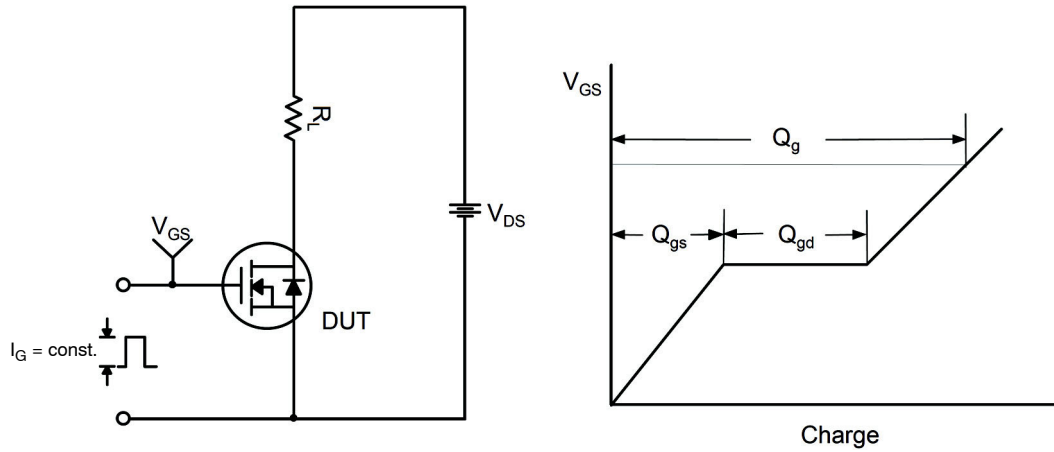 R_L
V_DS
V_GS
DUT
I_G = const.
V_GS
Q_g
Q_gs
Q_gd
Charge